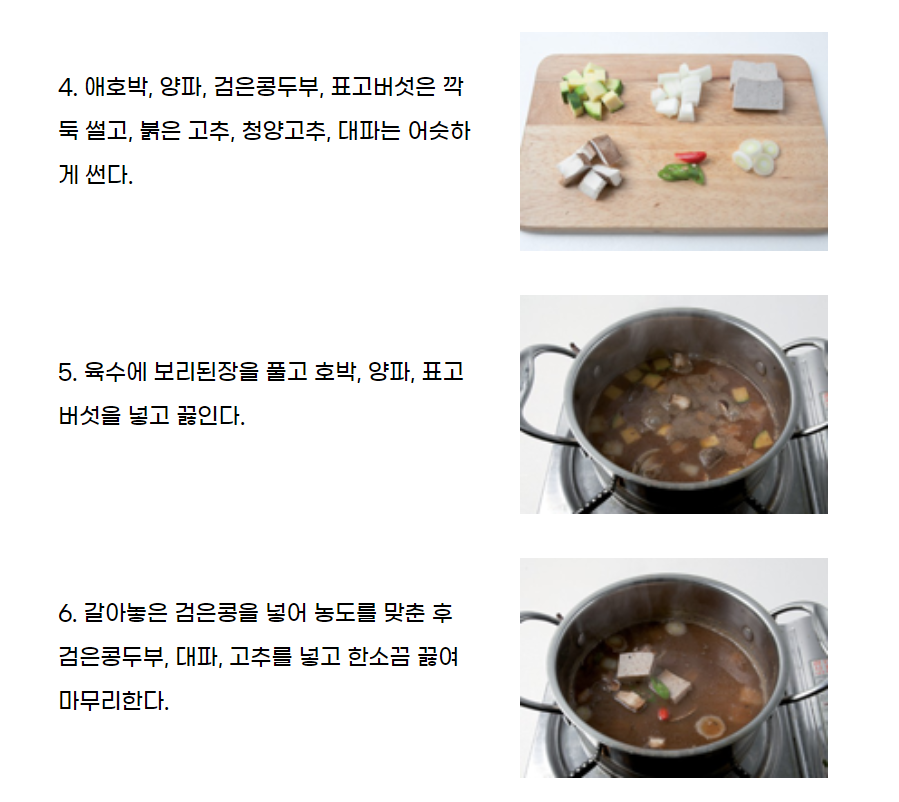 4. 애호박, 양파, 검은콩두부, 표고버섯은 깍
둑 썰고, 붉은 고추, 청양고추, 대파는 어슷하
게 썬다.
5. 육수에 보리된장을 풀고 호박, 양파, 표고
버섯을 넣고 끓인다.
6. 갈아놓은 검은콩을 넣어 농도를 맞춘 후
검은콩두부, 대파, 고추를 넣고 한소끔 끓여
마무리한다.